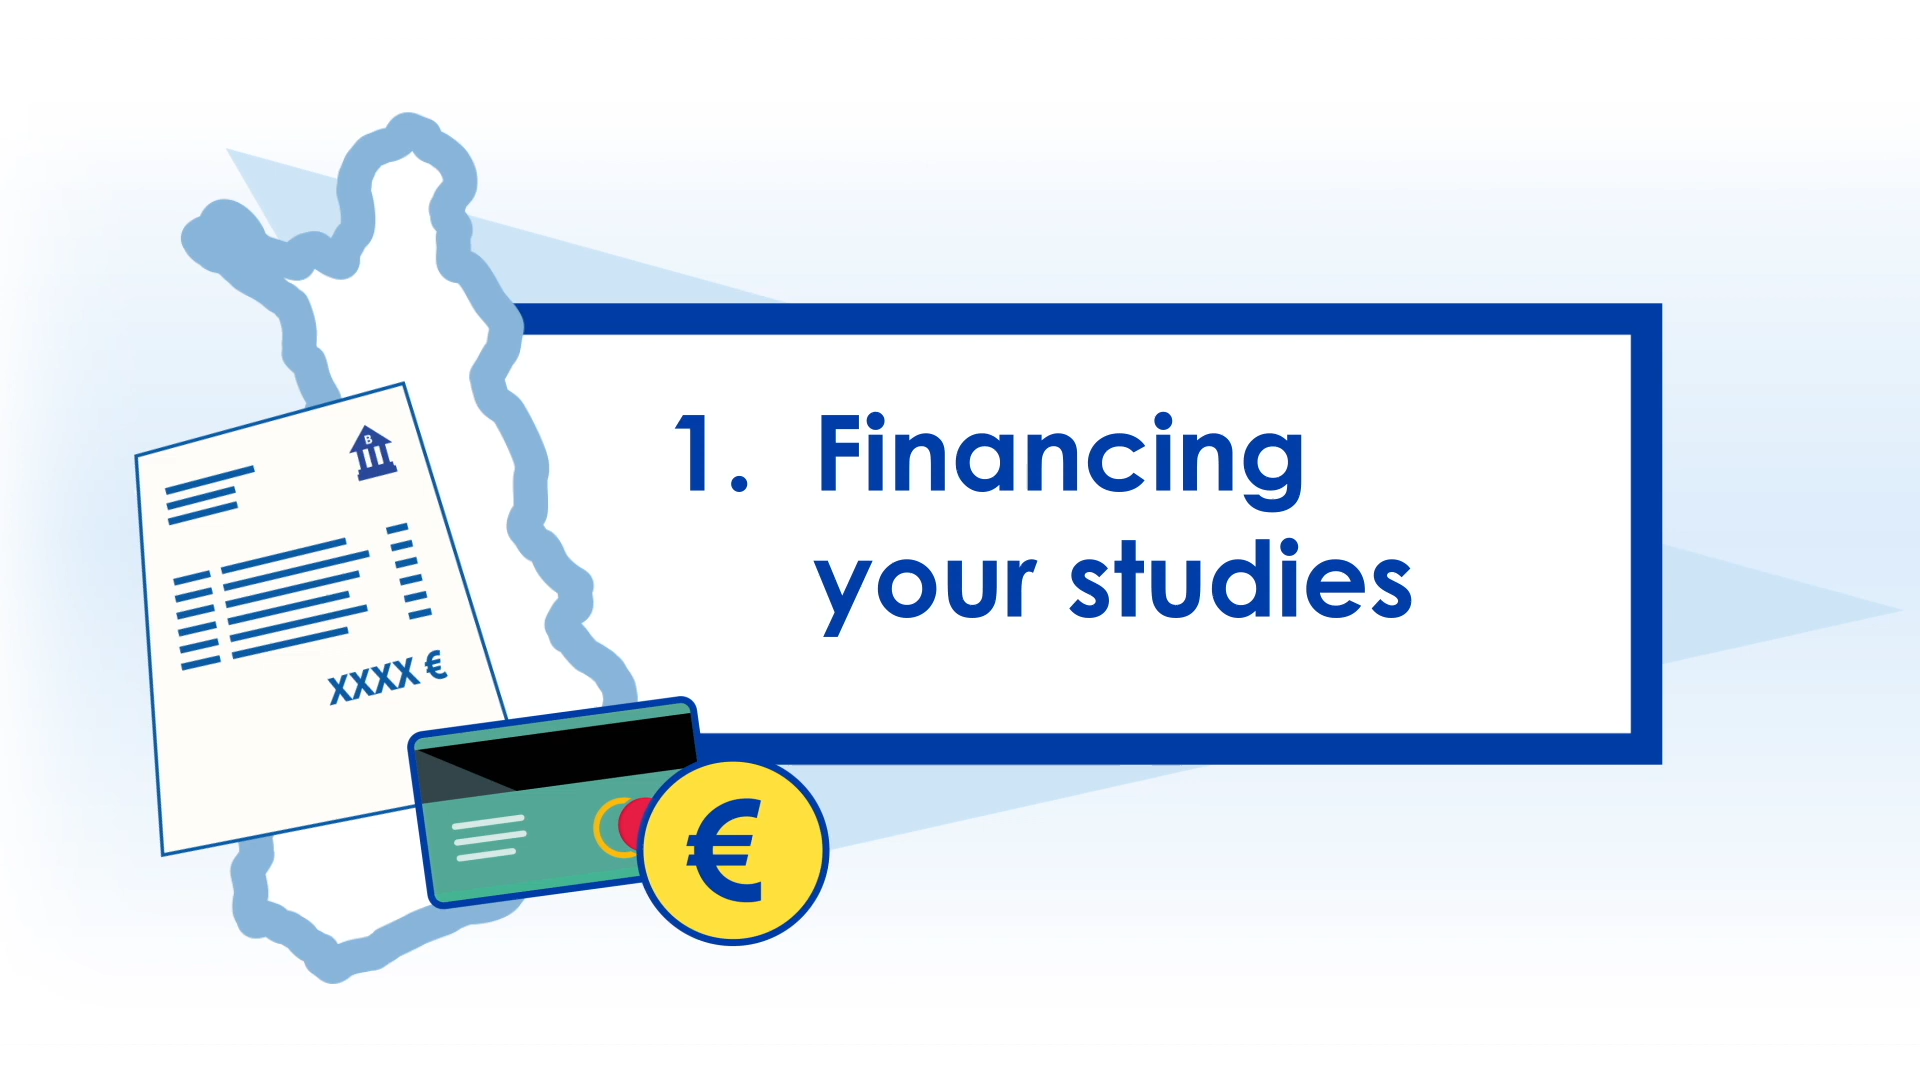 1. Financing
your studies
B
XXXX €
€